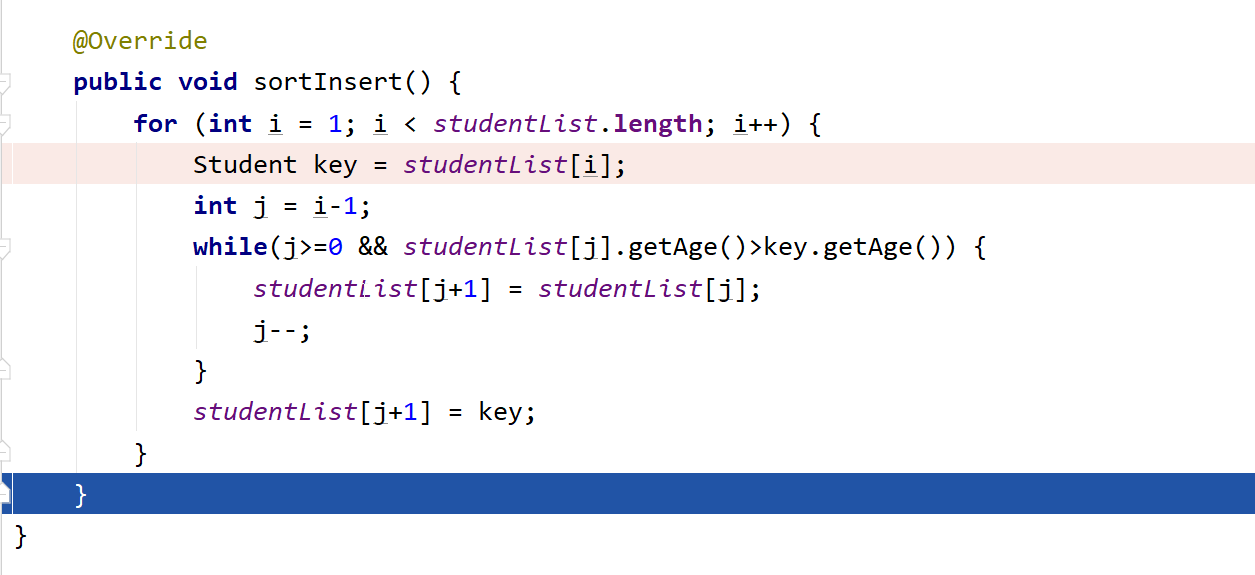 @Override
public void sortInsert() {
for (int i = 1; i < studentList.length; i++) {
Student key = studentList[i];
int j = i-1;
while(j>=0 && studentList[j].getAge()>key.getAge()) {
studentList[j+1] = studentList[j];
j--;
}
studentList[j+1] = key;
}
}
}